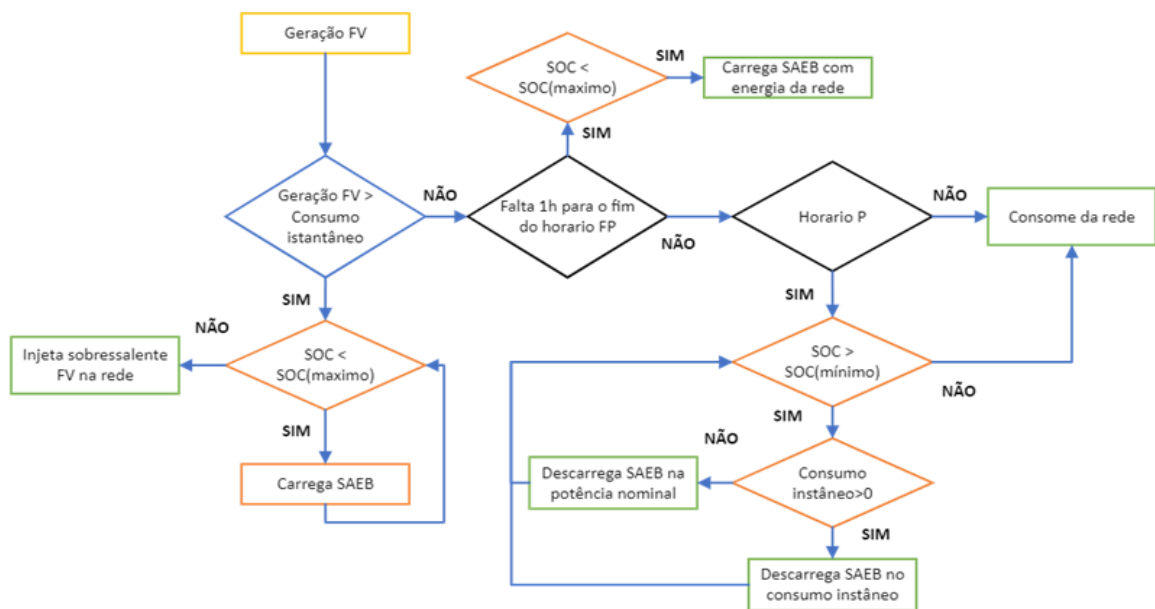 Geração FV
SOC <
SOC(maximo)
SIM
Carrega SAEB com
energia da rede
SIM
Geração FV >
Consumo
istantâneo
NÃO
Falta 1h para o fim
do horario FP
NÃO
Horario P
NÃO
Consome da rede
SIM
SIM
NÃO
Injeta sobressalente
FV na rede
SOC <
SOC(maximo)
SOC >
SOC(mínimo)
NÃO
SIM
SIM
NÃO
Carrega SAEB
Descarrega SAEB na
potência nominal
Consumo
instâneo>0
SIM
Descarrega SAEB no
consumo instâneo